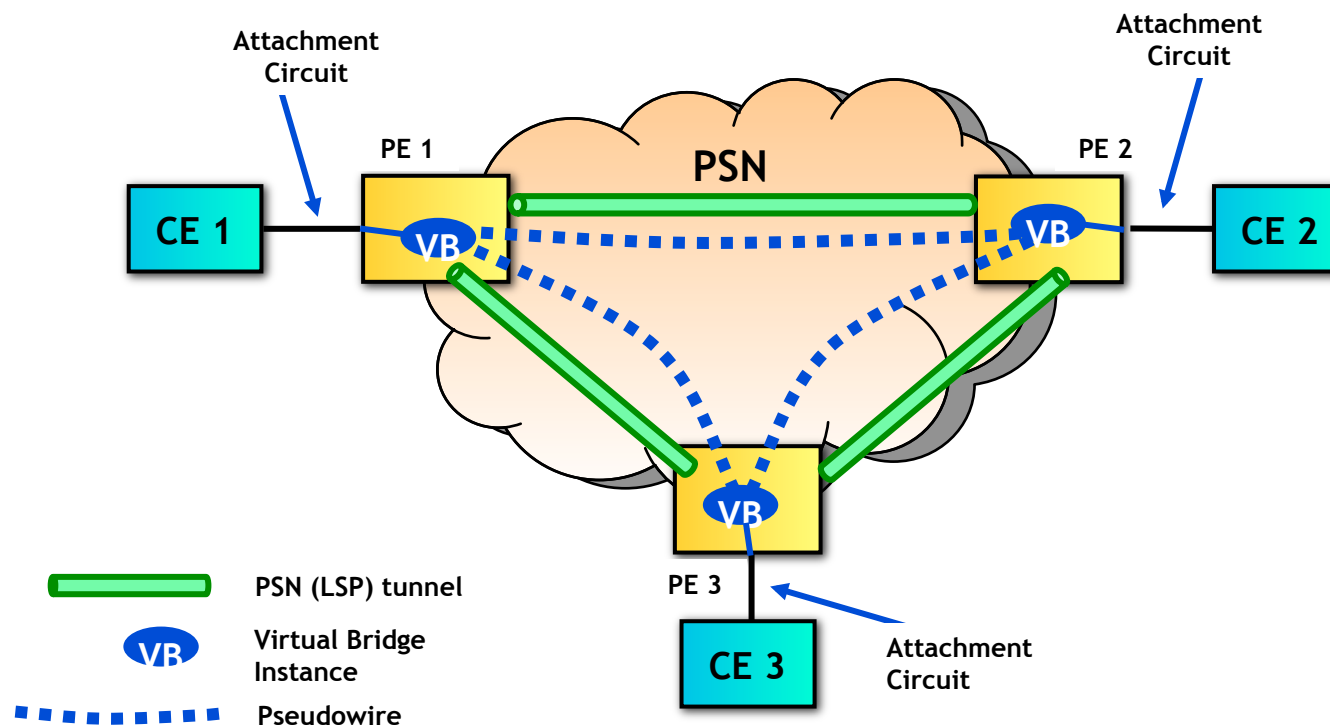 Attachment
Circuit
Attachment
Circuit
PE 1
PSN
PE 2
CE 1
VB
VB
CE 2
VB
PE 3
CE 3
Attachment
Circuit
PSN (LSP) tunnel
VB
Virtual Bridge
Instance
Pseudowire